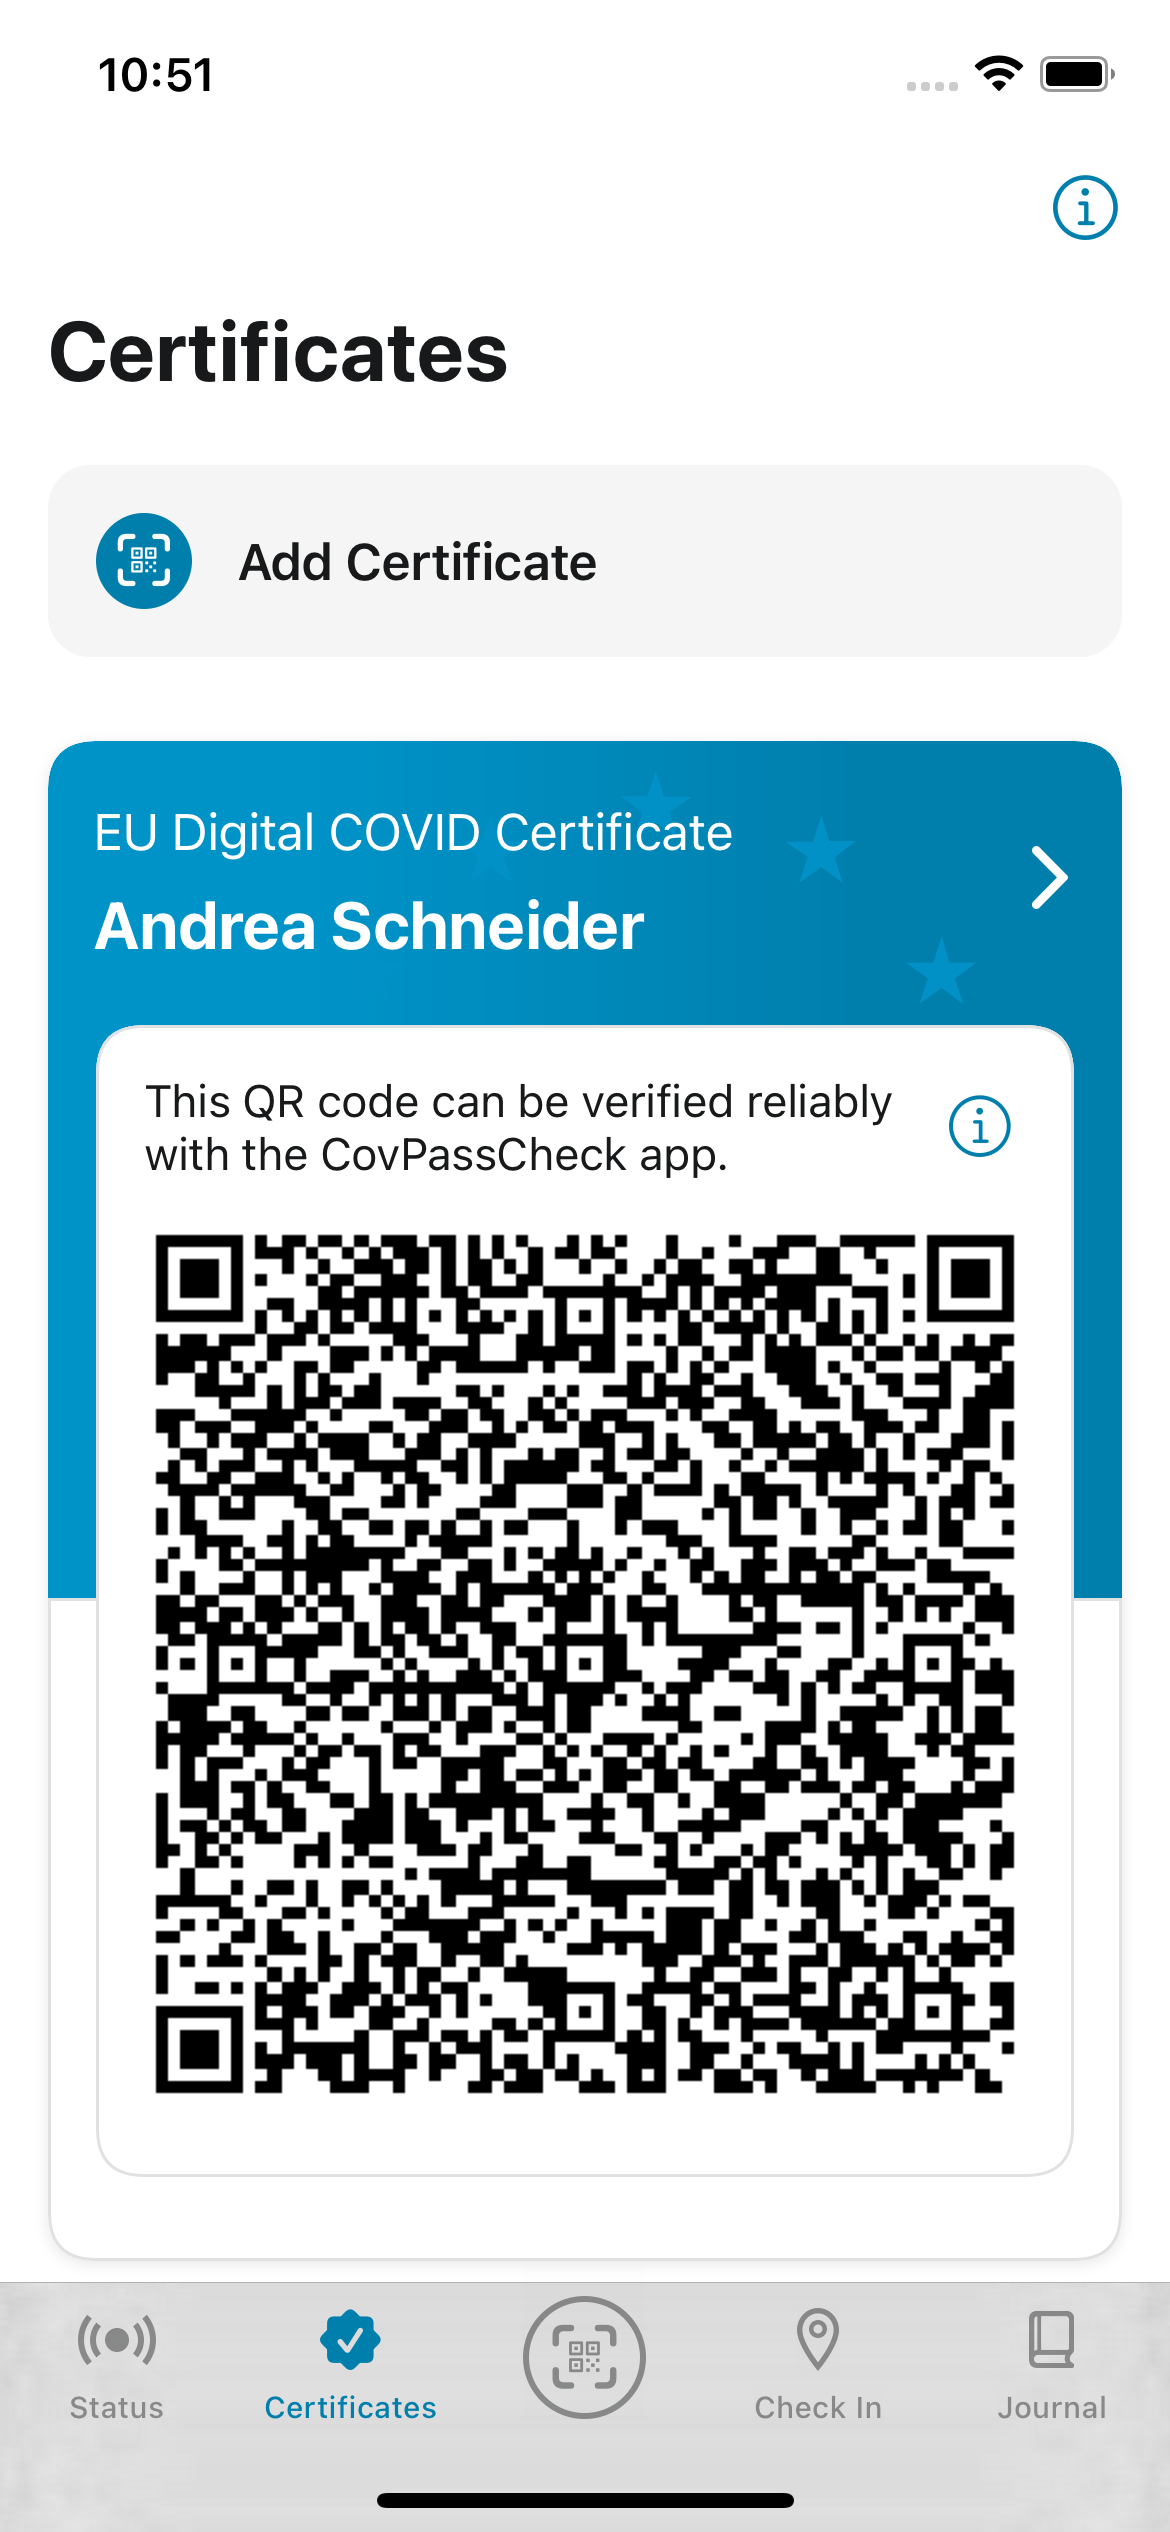 10:51
Certificates
Add Certificate
EU Digital COVID Certificate
Andrea Schneider
This QR code can be verified reliably
with the CovPassCheck app.
Status
Certificates
Check In
Journal